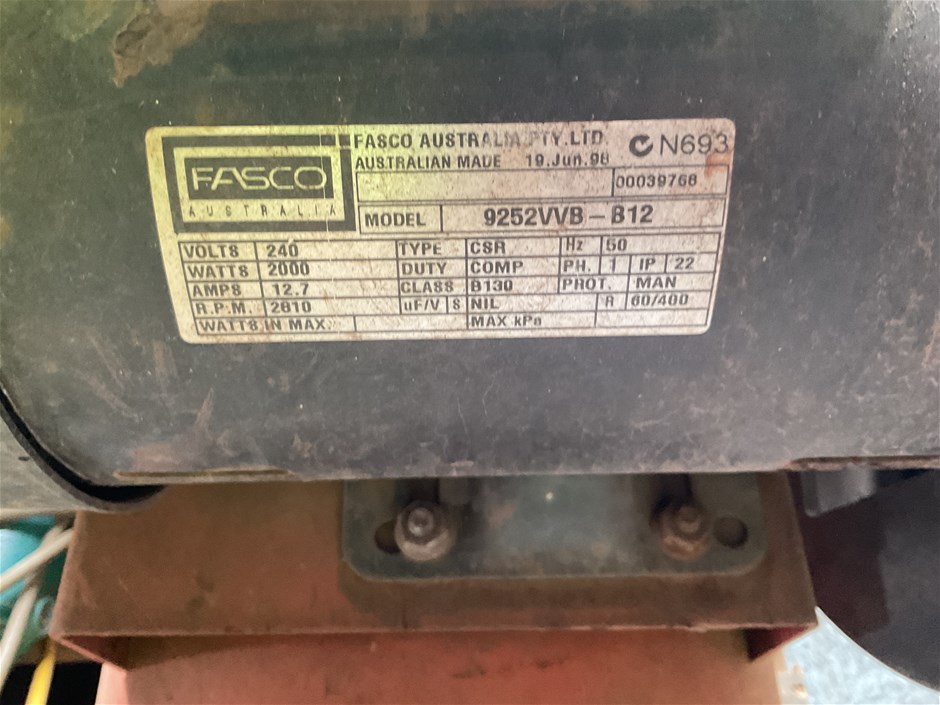 FASCO AUSTRALIA PTY.LTD. N693
AUSTRALIAN MADE 19.Jun.98
FASCO
AUSTRALIA
00039768
MODEL 9252VVB-B12
VOLTS 240 TYPE CSR Hz 50
WATTS 2000 DUTY COMP PH. 1 IP 22
AMPS 12.7 CLASS B130 PROT. MAN
R.P.M. 2810 uF/V S NIL R 60/400
WATTS IN MAX. MAX kPa